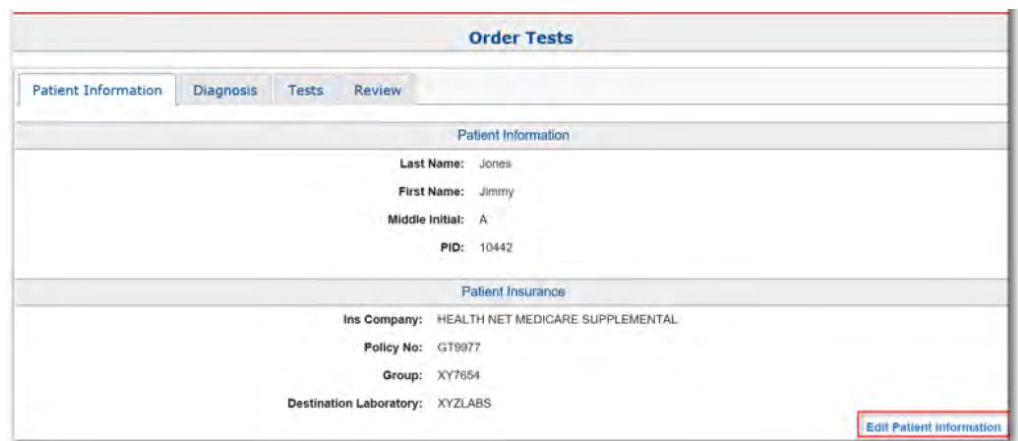 Order Tests
Patient Information Diagnosis Tests Review
Patient Information
Last Name: Jones
First Name: Jimmy
Middle Initial: A
PID: 10442
Patient Insurance
Ins Company: HEALTH NET MEDICARE SUPPLEMENTAL
Policy No: GT9977
Group: XY7654
Destination Laboratory: XYZLABS
Edit Patient Information